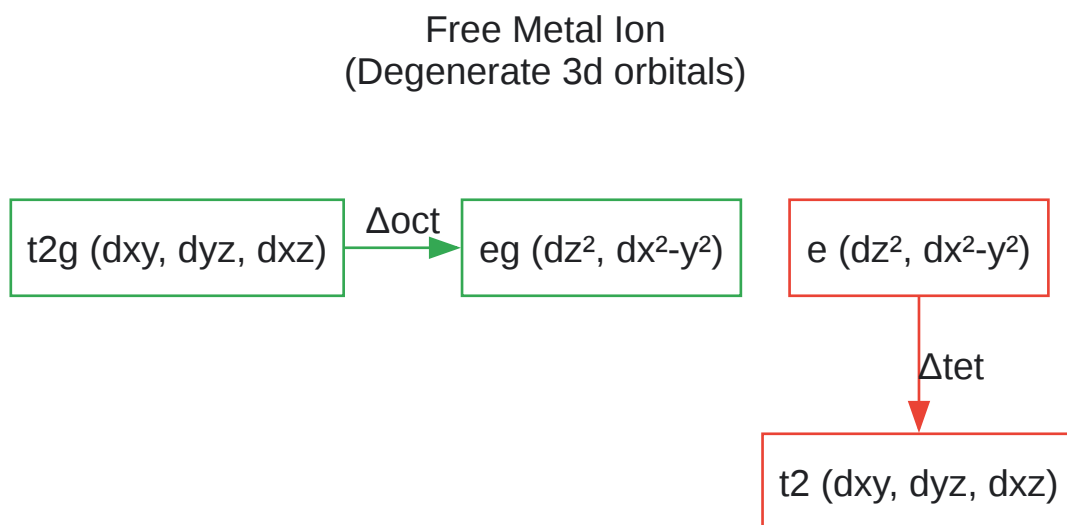 Free Metal Ion
(Degenerate 3d orbitals)
t2g (dxy, dyz, dxz)
Δoct
eg (dz², dx²-y²)
e (dz², dx²-y²)
Δtet
t2 (dxy, dyz, dxz)